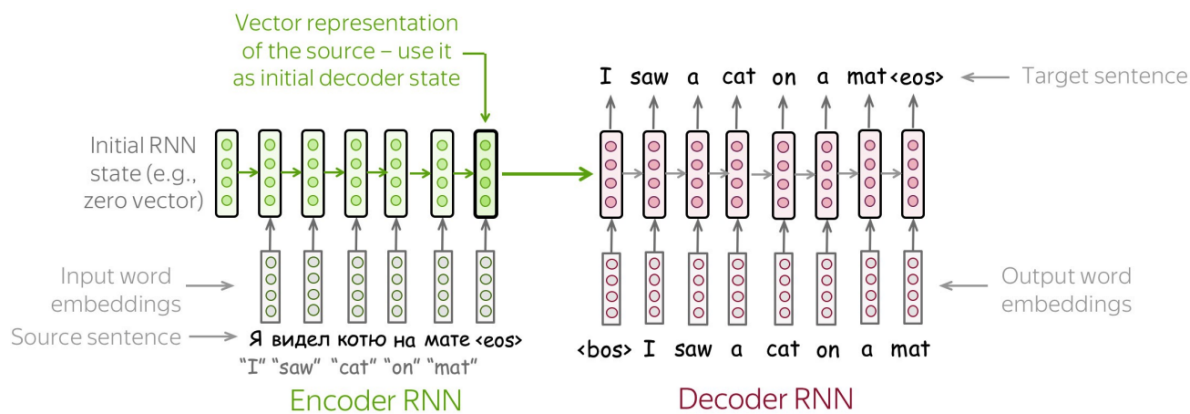 Vector representation
of the source – use it
as initial decoder state
I saw a cat on a mat <eos>
Target sentence
Initial RNN
state (e.g.,
zero vector)
Input word
embeddings
Output word
embeddings
Source sentence
Я видел котю на мате <eos>
"I" "saw" "cat" "on" "mat"
<bos> I saw a cat on a mat
Encoder RNN
Decoder RNN